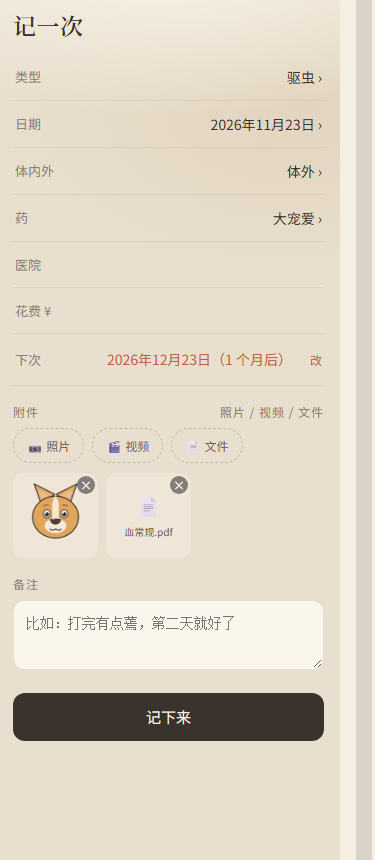 记一次
类型 驱虫 ›
日期 2026年11月23日 ›
体内外 体外 ›
药 大宠爱 ›
医院
花费 ¥
下次 2026年12月23日（1 个月后） 改
附件 照片 / 视频 / 文件
照片 视频 文件
血常规.pdf
备注
比如：打完有点蔫，第二天就好了
记下来